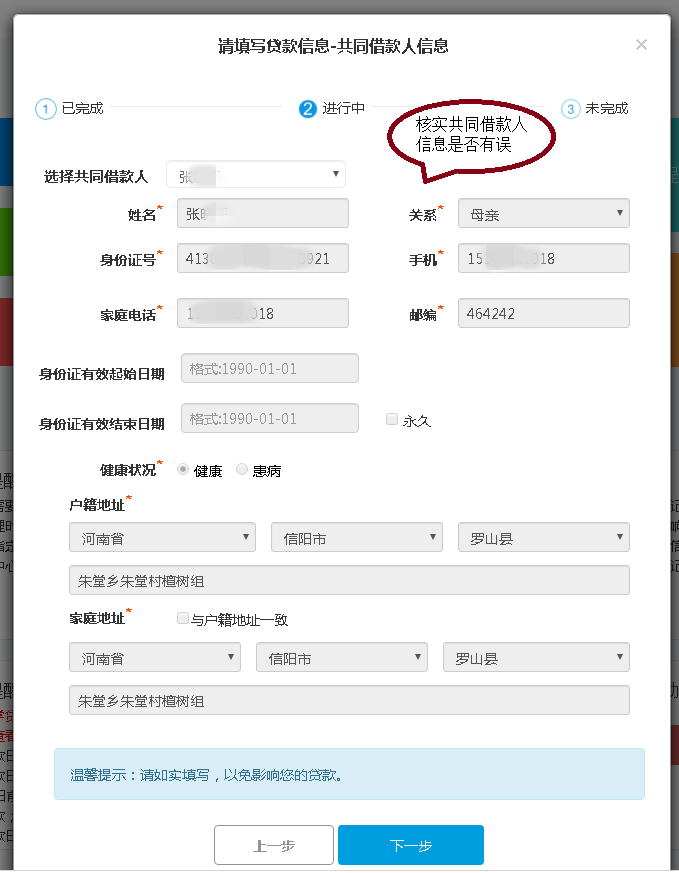 请填写贷款信息-共同借款人信息
×
1 已完成
2 进行中
3 未完成
核实共同借款人
信息是否有误
选择共同借款人 张
姓名* 张
关系* 母亲
身份证号* 413 921
手机* 15 018
家庭电话* 1 018
邮编* 464242
身份证有效起始日期 格式:1990-01-01
身份证有效结束日期 格式:1990-01-01 永久
健康状况* 健康 患病
户籍地址*
河南省 信阳市 罗山县
朱堂乡朱堂村檀树组
家庭地址* 与户籍地址一致
河南省 信阳市 罗山县
朱堂乡朱堂村檀树组
温馨提示：请如实填写，以免影响您的贷款。
上一步 下一步